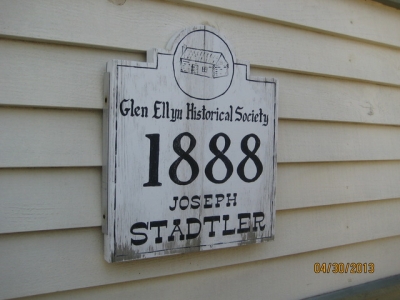 Glen Ellyn Historical Society
1888
JOSEPH
STADTLER
04/30/2013